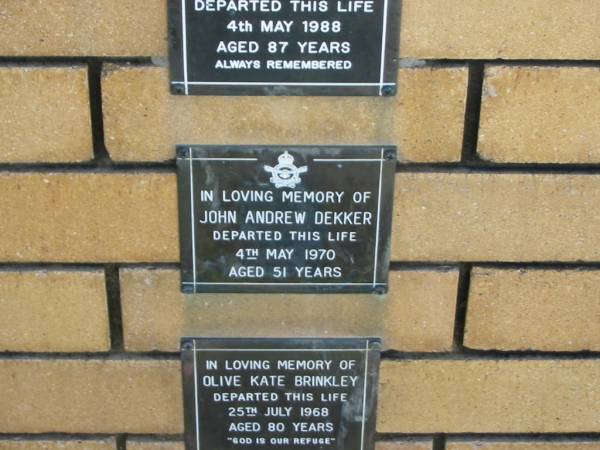 DEPARTED THIS LIFE
4th MAY 1988
AGED 87 YEARS
ALWAYS REMEMBERED
IN LOVING MEMORY OF
JOHN ANDREW DEKKER
DEPARTED THIS LIFE
4TH MAY 1970
AGED 51 YEARS
IN LOVING MEMORY OF
OLIVE KATE BRINKLEY
DEPARTED THIS LIFE
25TH JULY 1968
AGED 80 YEARS
"GOD IS OUR REFUGE"